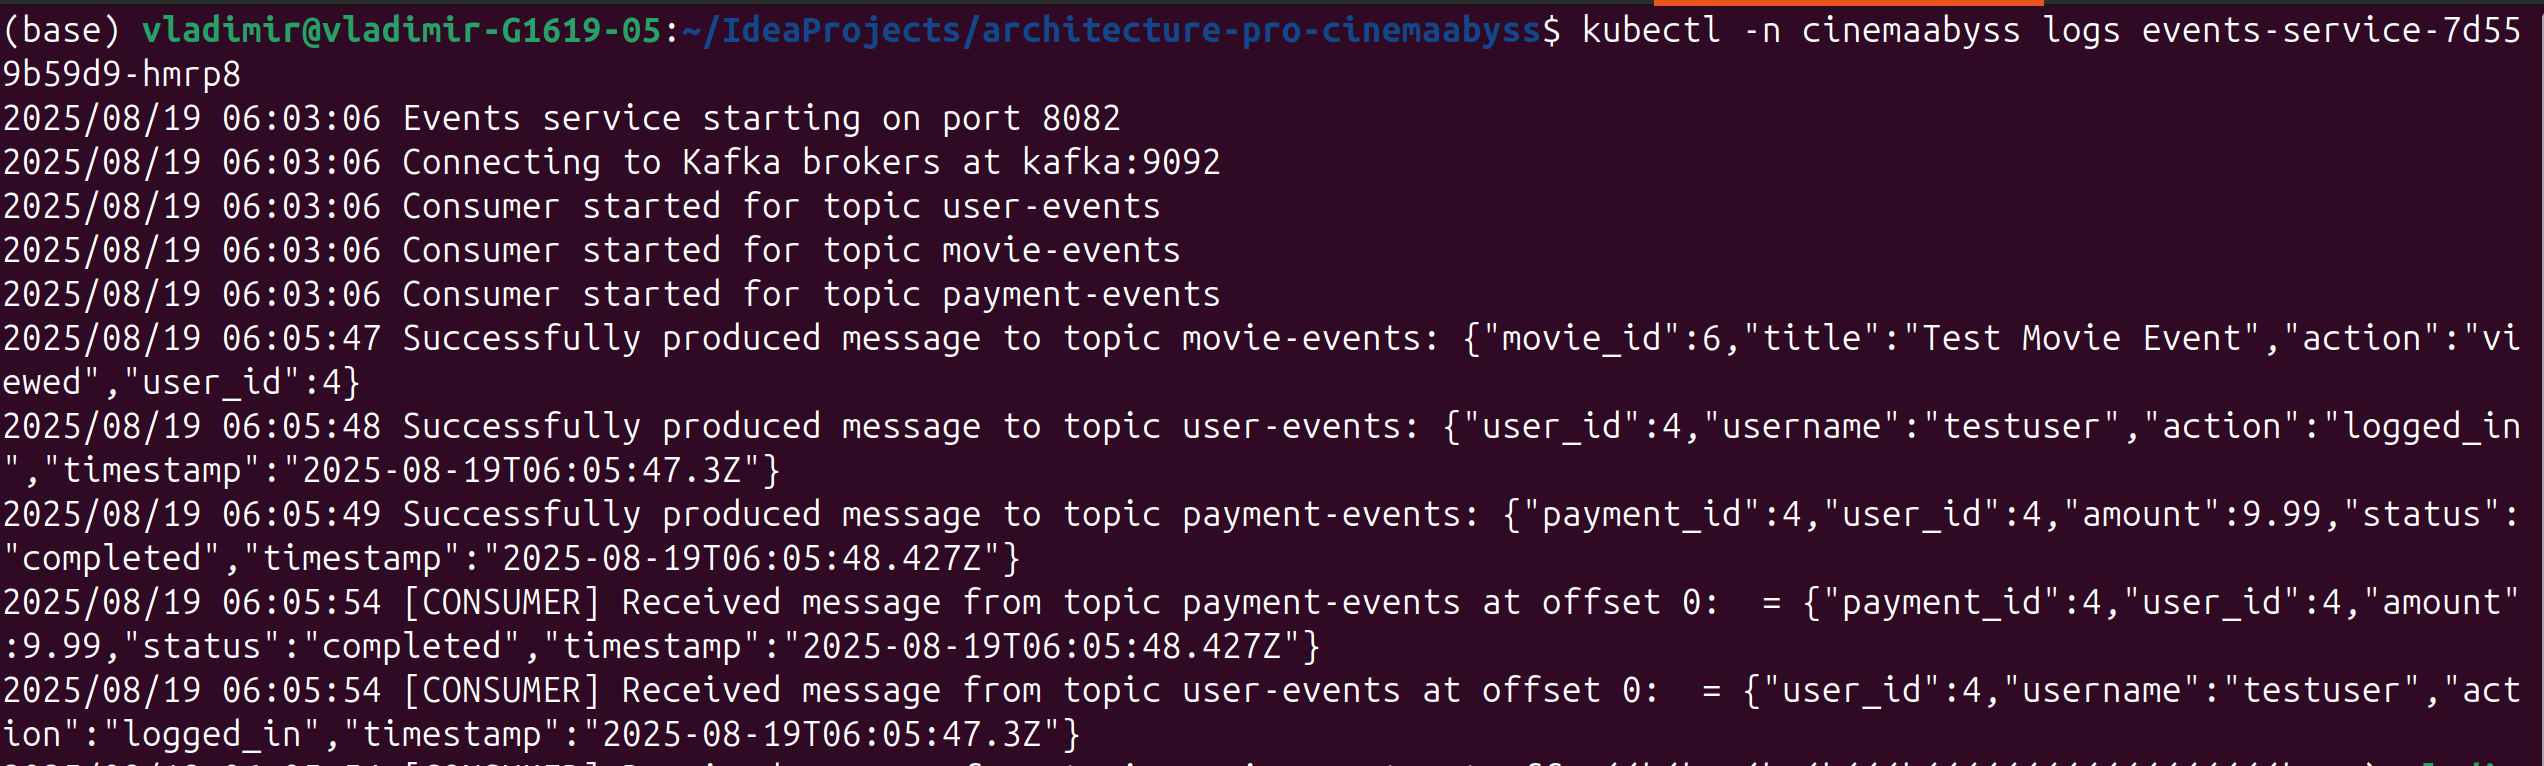 (base) vladimir@vladimir-G1619-05:~/IdeaProjects/architecture-pro-cinemaabyss$ kubectl -n cinemaabyss logs events-service-7d55
9b59d9-hmrp8
2025/08/19 06:03:06 Events service starting on port 8082
2025/08/19 06:03:06 Connecting to Kafka brokers at kafka:9092
2025/08/19 06:03:06 Consumer started for topic user-events
2025/08/19 06:03:06 Consumer started for topic movie-events
2025/08/19 06:03:06 Consumer started for topic payment-events
2025/08/19 06:05:47 Successfully produced message to topic movie-events: {"movie_id":6,"title":"Test Movie Event","action":"vi
ewed","user_id":4}
2025/08/19 06:05:48 Successfully produced message to topic user-events: {"user_id":4,"username":"testuser","action":"logged_in
","timestamp":"2025-08-19T06:05:47.3Z"}
2025/08/19 06:05:49 Successfully produced message to topic payment-events: {"payment_id":4,"user_id":4,"amount":9.99,"status":
"completed","timestamp":"2025-08-19T06:05:48.427Z"}
2025/08/19 06:05:54 [CONSUMER] Received message from topic payment-events at offset 0:  = {"payment_id":4,"user_id":4,"amount"
:9.99,"status":"completed","timestamp":"2025-08-19T06:05:48.427Z"}
2025/08/19 06:05:54 [CONSUMER] Received message from topic user-events at offset 0:  = {"user_id":4,"username":"testuser","act
ion":"logged_in","timestamp":"2025-08-19T06:05:47.3Z"}